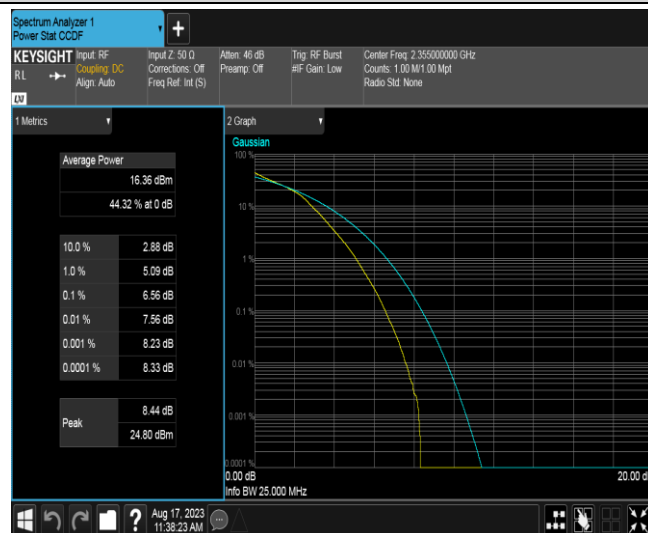 Spectrum Analyzer 1
Power Stat CCDF
+
KEYSIGHT
RL
LXI
Input: RF
Coupling: DC
Align: Auto
Input Z: 50 Ω
Corrections: Off
Freq Ref: Int (S)
Atten: 46 dB
Preamp: Off
Trig: RF Burst
#IF Gain: Low
Center Freq: 2.355000000 GHz
Counts: 1.00 M/1.00 Mpt
Radio Std: None
1 Metrics
Average Power
16.36 dBm
44.32 % at 0 dB
10.0 % 2.88 dB
1.0 % 5.09 dB
0.1 % 6.56 dB
0.01 % 7.56 dB
0.001 % 8.23 dB
0.0001 % 8.33 dB
Peak
8.44 dB
24.80 dBm
2 Graph
Gaussian
100 %
10 %
1 %
0.1 %
0.01 %
0.001 %
0.0001 %
0.00 dB
20.00 d
Info BW 25.000 MHz
?
Aug 17, 2023
11:38:23 AM